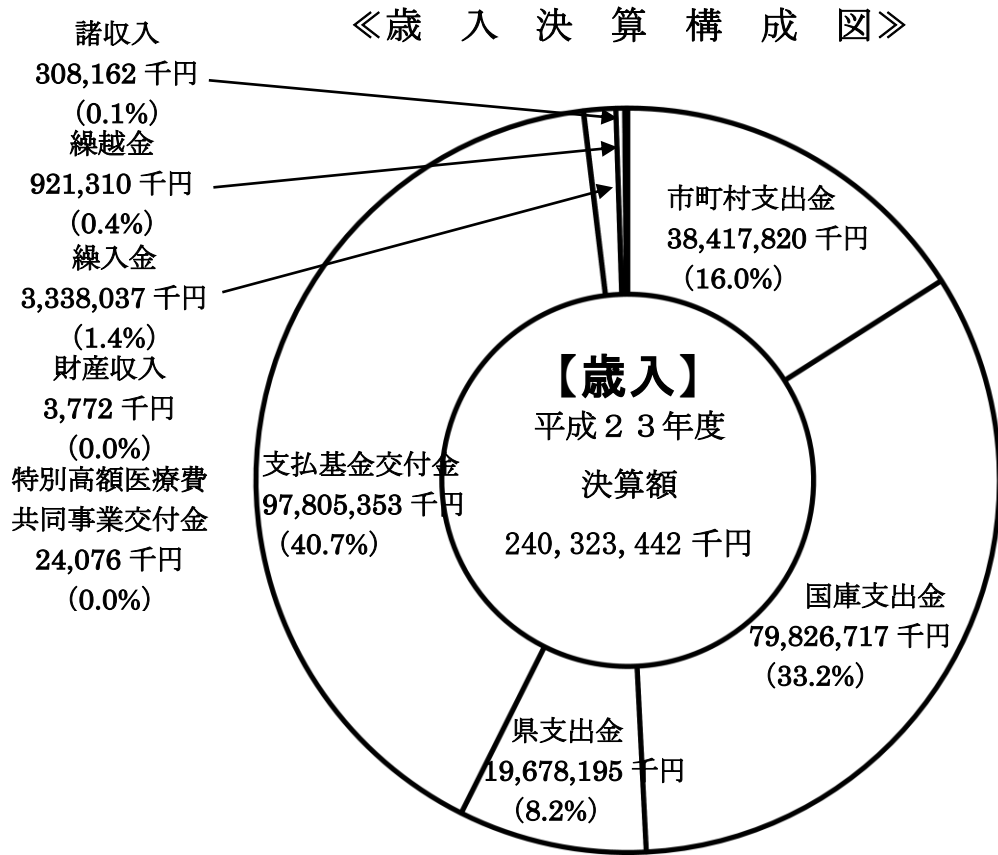 ≪歳入決算構成図≫
諸収入
308,162 千円
（0.1%）
繰越金
921,310 千円
（0.4%）
繰入金
3,338,037 千円
（1.4%）
財産収入
3,772 千円
（0.0%）
特別高額医療費
共同事業交付金
24,076 千円
（0.0%）
市町村支出金
38,417,820 千円
（16.0%）
【歳入】
平成２３年度
決算額
240,323,442 千円
支払基金交付金
97,805,353 千円
（40.7%）
国庫支出金
79,826,717 千円
（33.2%）
県支出金
19,678,195 千円
（8.2%）